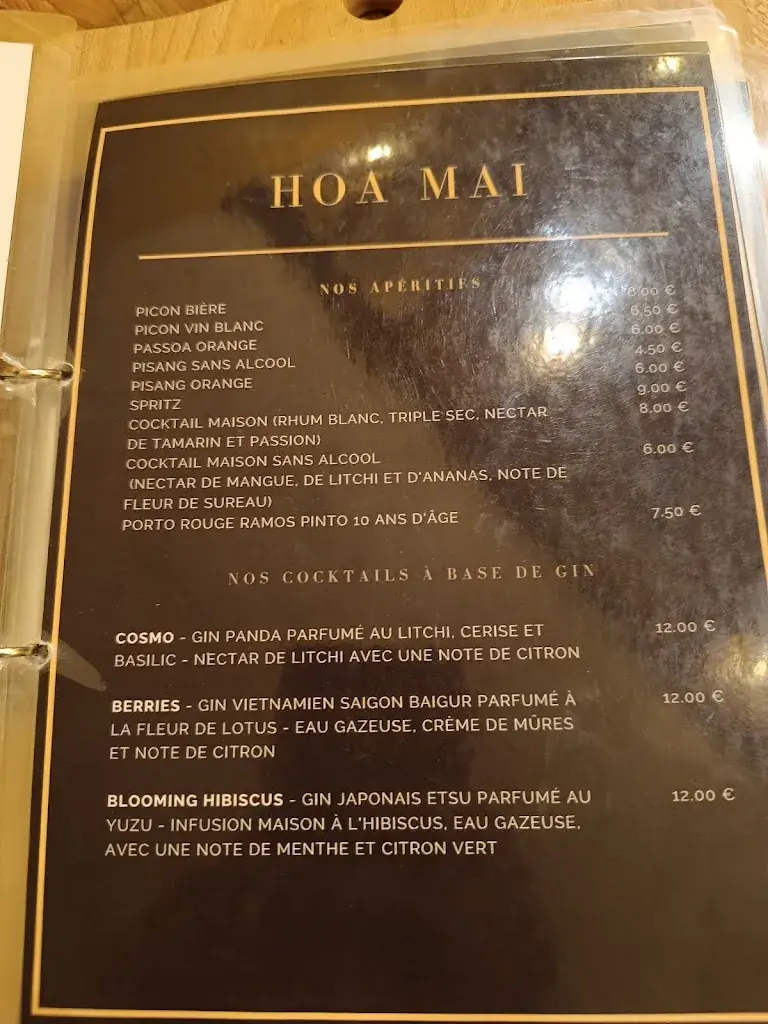 HOA MAI
NOS APÉRITIFS
PICON BIÈRE 8.00 €
PICON VIN BLANC 6,50 €
PASSOA ORANGE 6.00 €
PISANG SANS ALCOOL 4.50 €
PISANG ORANGE 6.00 €
SPRITZ 9.00 €
COCKTAIL MAISON (RHUM BLANC, TRIPLE SEC, NECTAR 8.00 €
DE TAMARIN ET PASSION)
COCKTAIL MAISON SANS ALCOOL 6.00 €
(NECTAR DE MANGUE, DE LITCHI ET D'ANANAS, NOTE DE
FLEUR DE SUREAU)
PORTO ROUGE RAMOS PINTO 10 ANS D'ÂGE 7.50 €
NOS COCKTAILS À BASE DE GIN
COSMO - GIN PANDA PARFUMÉ AU LITCHI, CERISE ET 12.00 €
BASILIC - NECTAR DE LITCHI AVEC UNE NOTE DE CITRON
BERRIES - GIN VIETNAMIEN SAIGON BAIGUR PARFUMÉ À 12.00 €
LA FLEUR DE LOTUS - EAU GAZEUSE, CRÈME DE MÛRES
ET NOTE DE CITRON
BLOOMING HIBISCUS - GIN JAPONAIS ETSU PARFUMÉ AU 12.00 €
YUZU - INFUSION MAISON À L'HIBISCUS, EAU GAZEUSE,
AVEC UNE NOTE DE MENTHE ET CITRON VERT